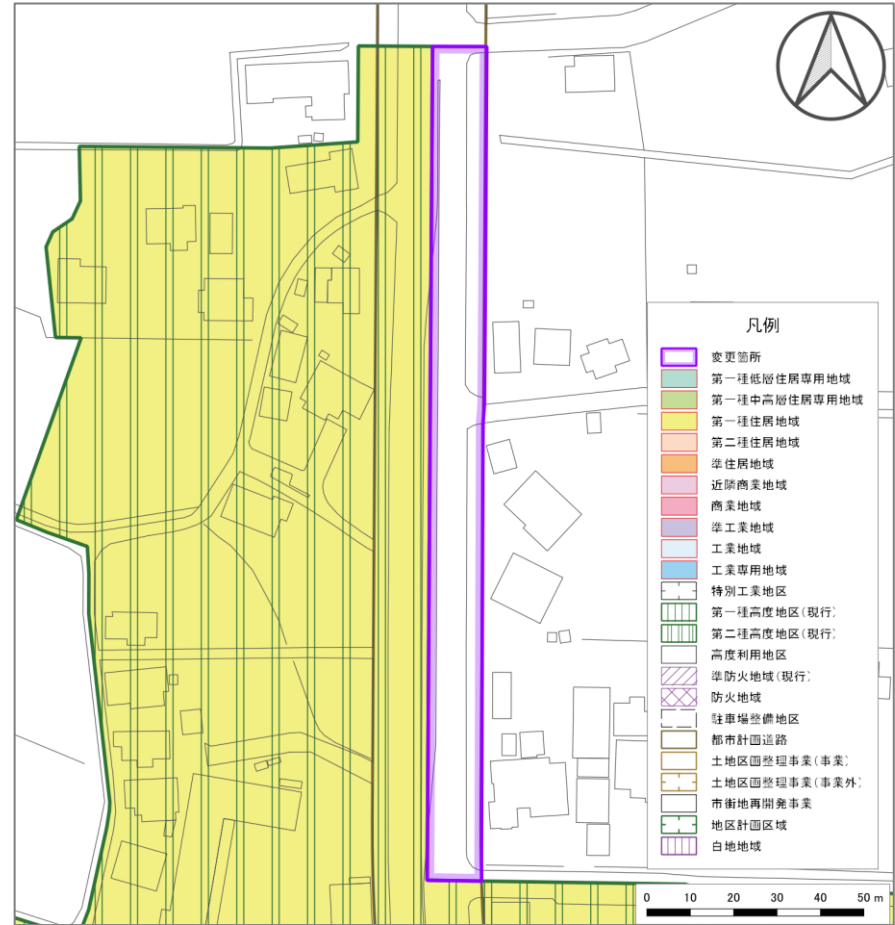 凡例
変更箇所
第一種低層住居専用地域
第一種中高層住居専用地域
第一種住居地域
第二種住居地域
準住居地域
近隣商業地域
商業地域
準工業地域
工業地域
工業専用地域
特別工業地区
第一種高度地区(現行)
第二種高度地区(現行)
高度利用地区
準防火地域(現行)
防火地域
駐車場整備地区
都市計画道路
土地区画整理事業(事業)
土地区画整理事業(事業外)
市街地再開発事業
地区計画区域
白地地域
0 10 20 30 40 50 m